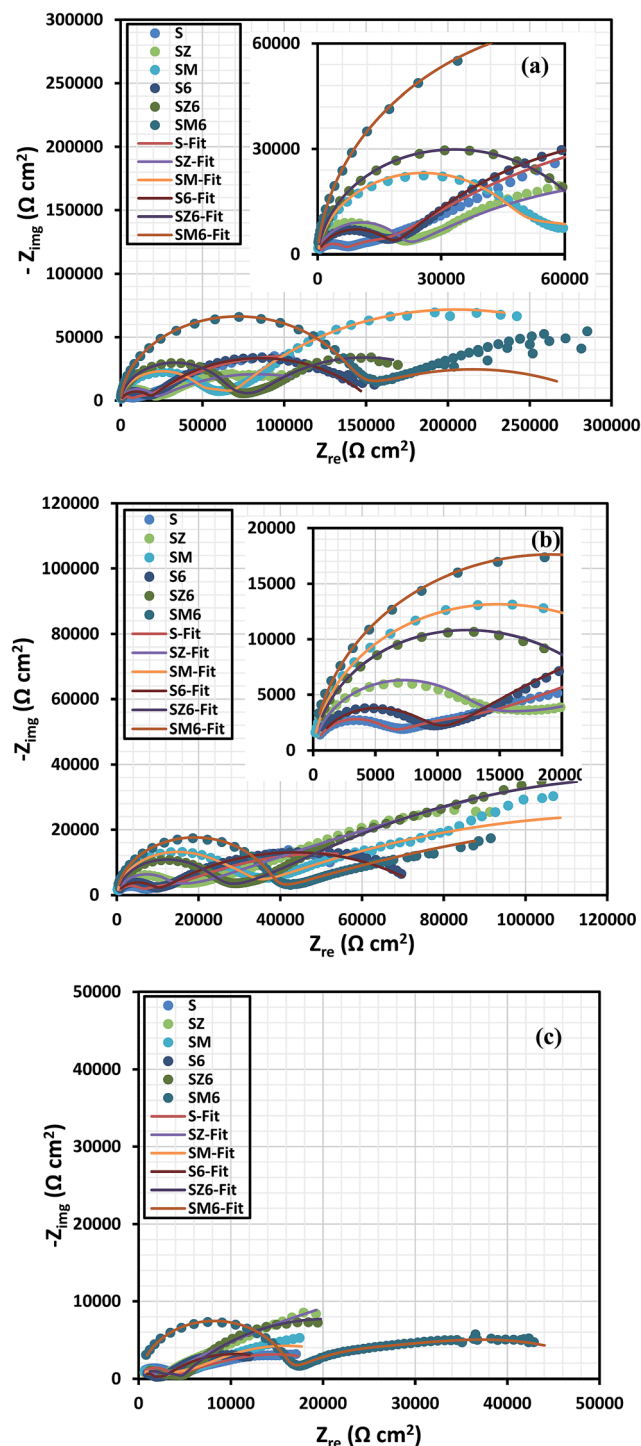 300000
250000
200000
150000
100000
50000
0
- Z_img (Ω cm²)
S
SZ
SM
S6
SZ6
SM6
S-Fit
SZ-Fit
SM-Fit
S6-Fit
SZ6-Fit
SM6-Fit
60000
30000
0
(a)
0 30000 60000
0 50000 100000 150000 200000 250000 300000
Z_re(Ω cm²)
120000
100000
80000
60000
40000
20000
0
-Z_img (Ω cm²)
S
SZ
SM
S6
SZ6
SM6
S-Fit
SZ-Fit
SM-Fit
S6-Fit
SZ6-Fit
SM6-Fit
20000
15000
10000
5000
0
(b)
0 5000 10000 15000 20000
0 20000 40000 60000 80000 100000 120000
Z_re (Ω cm²)
50000
40000
30000
20000
10000
0
-Z_img (Ω cm²)
S
SZ
SM
S6
SZ6
SM6
S-Fit
SZ-Fit
SM-Fit
S6-Fit
SZ6-Fit
SM6-Fit
(c)
0 10000 20000 30000 40000 50000
Z_re (Ω cm²)